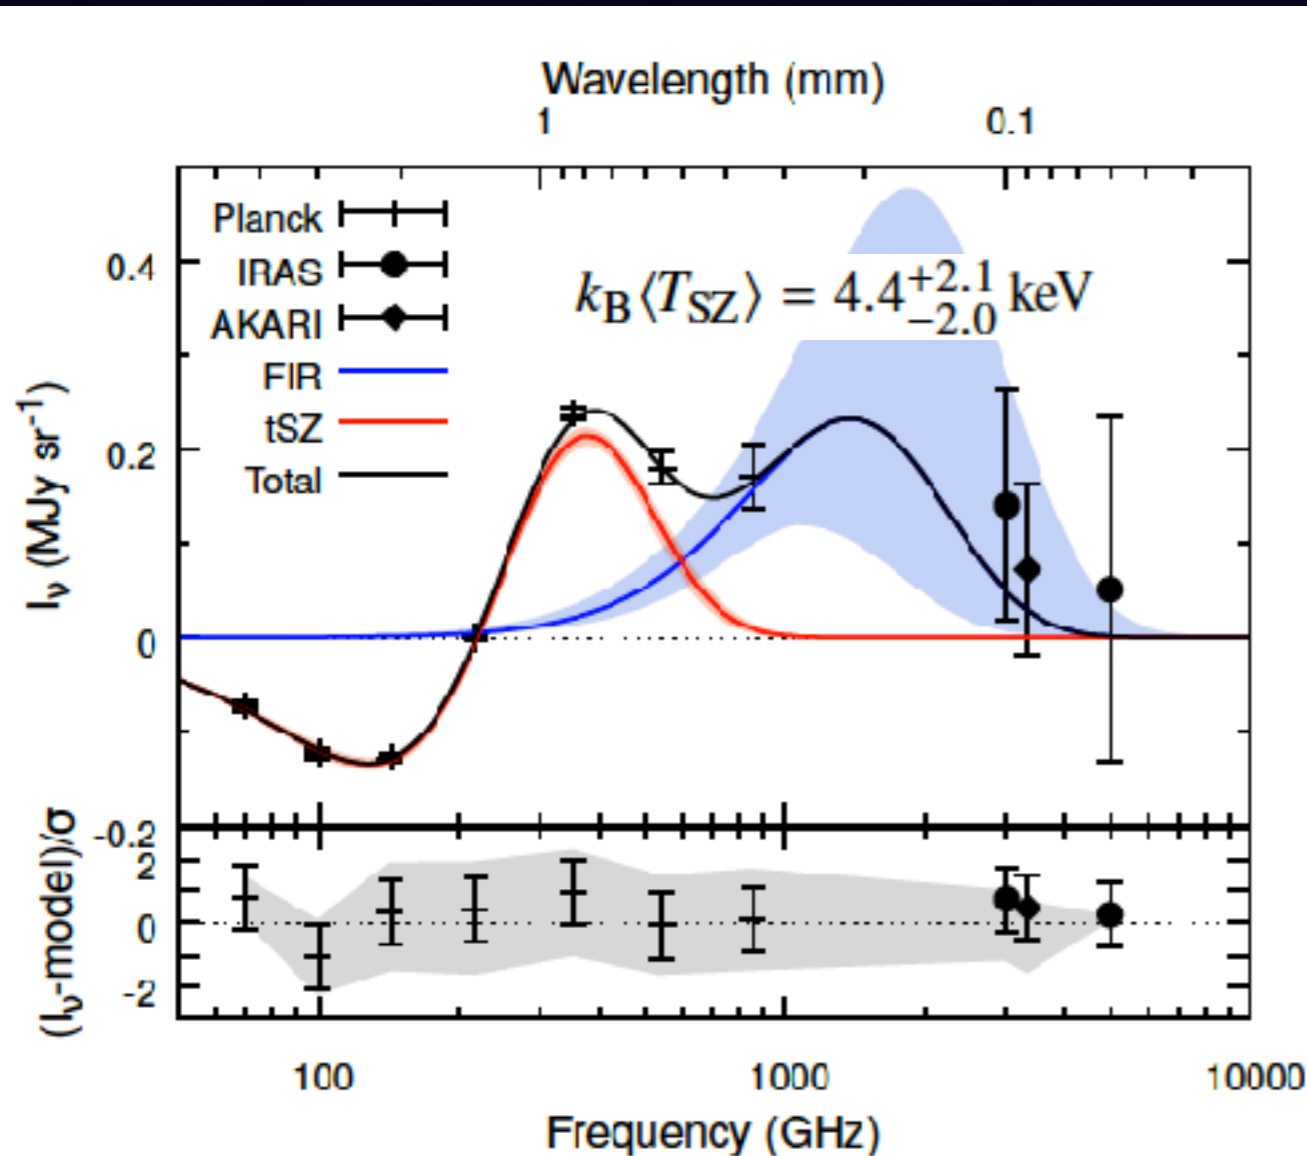 Wavelength (mm)
1 0.1
Planck
IRAS
AKARI
FIR
tSZ
Total
k_B⟨T_SZ⟩ = 4.4^{+2.1}_{-2.0} keV
I_ν (MJy sr^{-1})
0.4
0.2
0
-0.2
(I_ν-model)/σ
2
0
-2
100 1000 10000
Frequency (GHz)